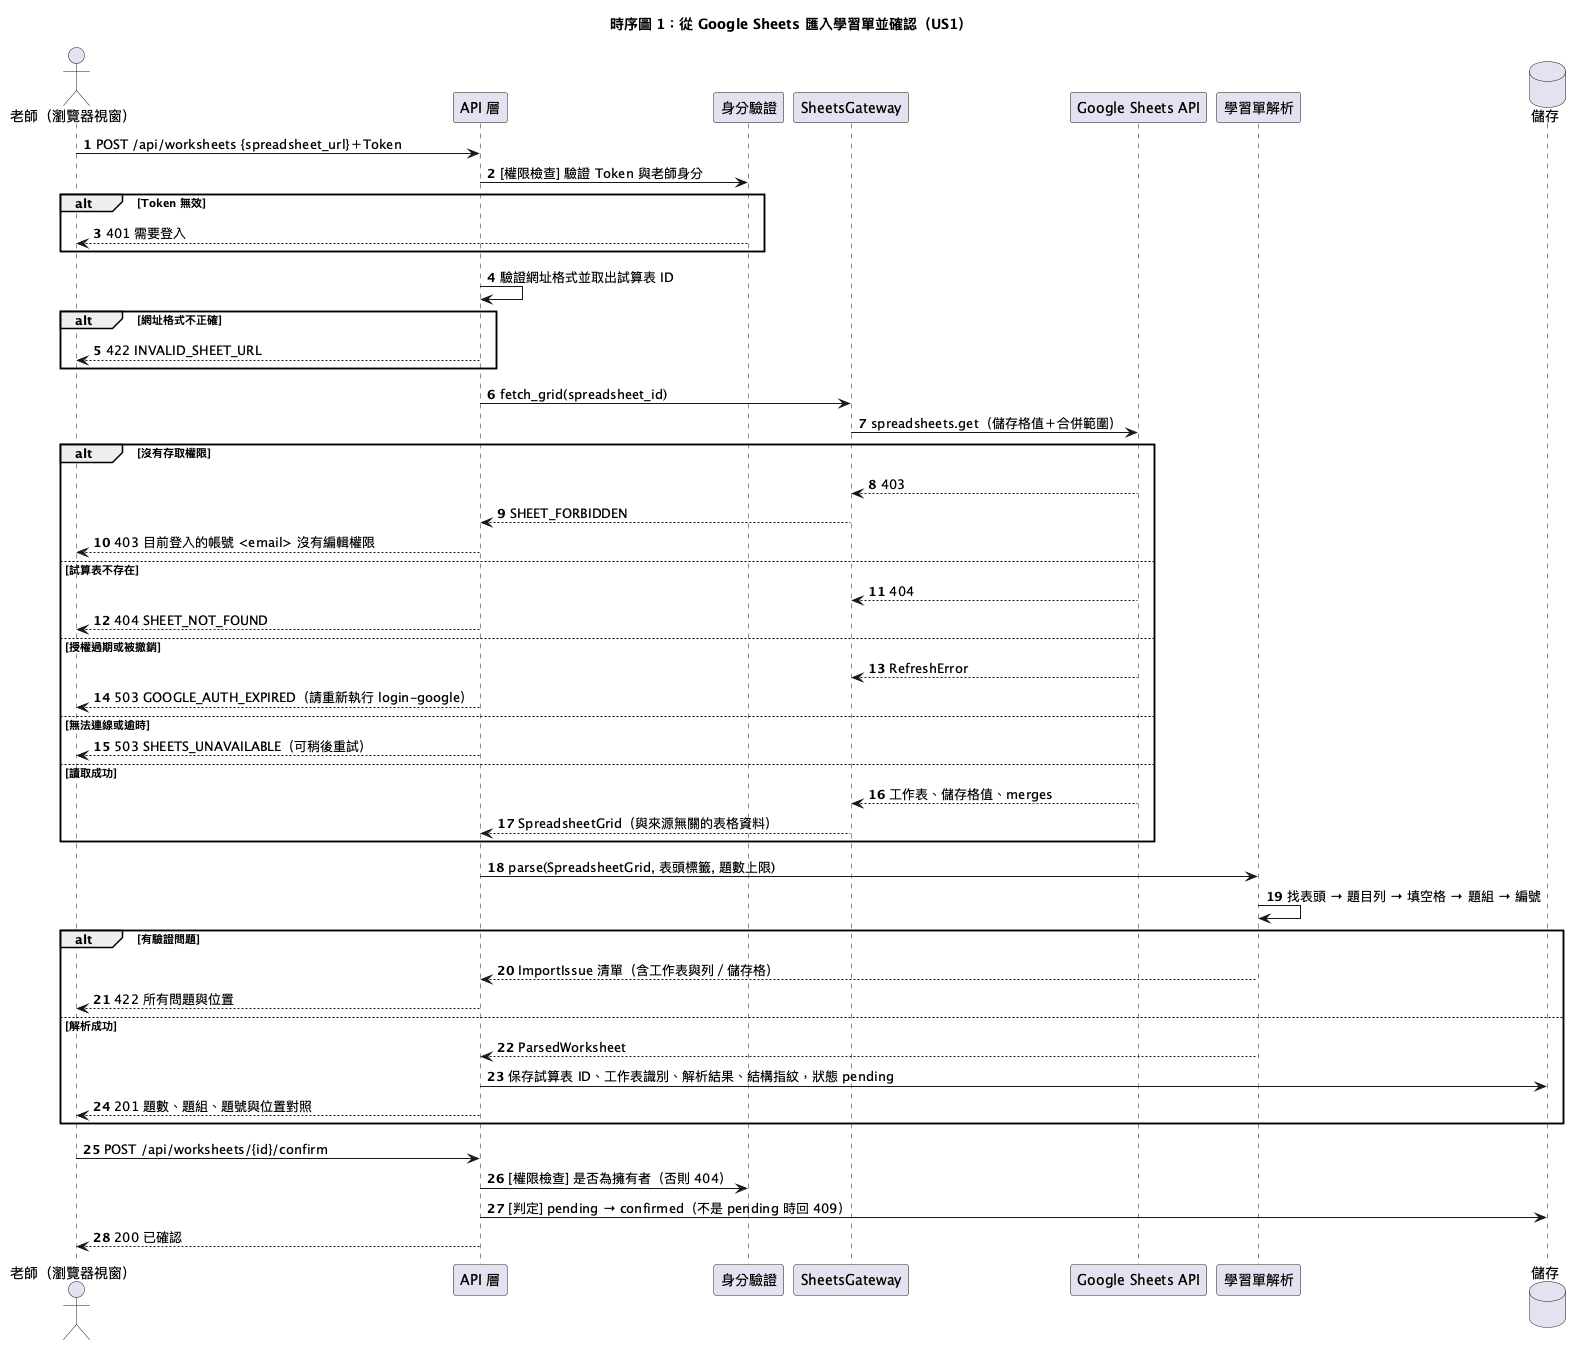 時序圖 1：從 Google Sheets 匯入學習單並確認（US1）
老師（瀏覽器視窗）
API 層
身分驗證
SheetsGateway
Google Sheets API
學習單解析
儲存
1 POST /api/worksheets {spreadsheet_url}＋Token
2 [權限檢查] 驗證 Token 與老師身分
alt [Token 無效]
3 401 需要登入
4 驗證網址格式並取出試算表 ID
alt [網址格式不正確]
5 422 INVALID_SHEET_URL
6 fetch_grid(spreadsheet_id)
7 spreadsheets.get（儲存格值＋合併範圍）
alt [沒有存取權限]
8 403
9 SHEET_FORBIDDEN
10 403 目前登入的帳號 <email> 沒有編輯權限
[試算表不存在]
11 404
12 404 SHEET_NOT_FOUND
[授權過期或被撤銷]
13 RefreshError
14 503 GOOGLE_AUTH_EXPIRED（請重新執行 login-google）
[無法連線或逾時]
15 503 SHEETS_UNAVAILABLE（可稍後重試）
[讀取成功]
16 工作表、儲存格值、merges
17 SpreadsheetGrid（與來源無關的表格資料）
18 parse(SpreadsheetGrid, 表頭標籤, 題數上限)
19 找表頭 → 題目列 → 填空格 → 題組 → 編號
alt [有驗證問題]
20 ImportIssue 清單（含工作表與列 / 儲存格）
21 422 所有問題與位置
[解析成功]
22 ParsedWorksheet
23 保存試算表 ID、工作表識別、解析結果、結構指紋，狀態 pending
24 201 題數、題組、題號與位置對照
25 POST /api/worksheets/{id}/confirm
26 [權限檢查] 是否為擁有者（否則 404）
27 [判定] pending → confirmed（不是 pending 時回 409）
28 200 已確認
老師（瀏覽器視窗）
API 層
身分驗證
SheetsGateway
Google Sheets API
學習單解析
儲存